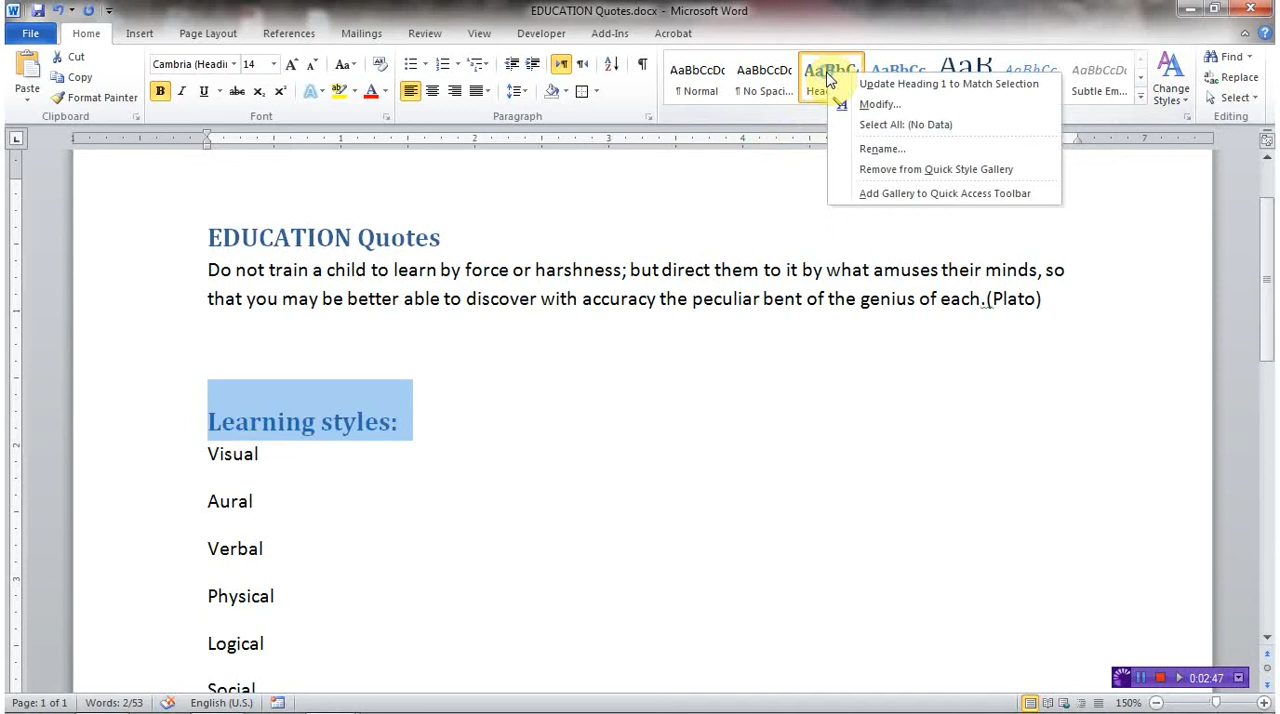 EDUCATION Quotes.docx - Microsoft Word
File Home Insert Page Layout References Mailings Review View Developer Add-Ins Acrobat
Cut
Copy
Format Painter
Paste
Clipboard
Cambria (Headi 14
Font
Paragraph
AaBbCcDc AaBbCcDc AaBbC AaBbCc AaB AaBbCc. AaBbCcDc
¶ Normal ¶ No Spaci... Subtle Em...
Change Styles
Find
Replace
Select
Editing
Update Heading 1 to Match Selection
Modify...
Select All: (No Data)
Rename...
Remove from Quick Style Gallery
Add Gallery to Quick Access Toolbar
EDUCATION Quotes
Do not train a child to learn by force or harshness; but direct them to it by what amuses their minds, so
that you may be better able to discover with accuracy the peculiar bent of the genius of each.(Plato)
Learning styles:
Visual
Aural
Verbal
Physical
Logical
Social
0:02:47
Page: 1 of 1 Words: 2/53 English (U.S.) 150%